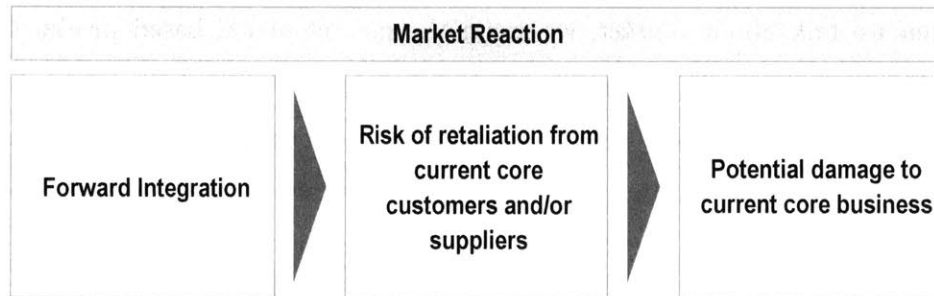 Market Reaction
Forward Integration
Risk of retaliation from
current core
customers and/or
suppliers
Potential damage to
current core business